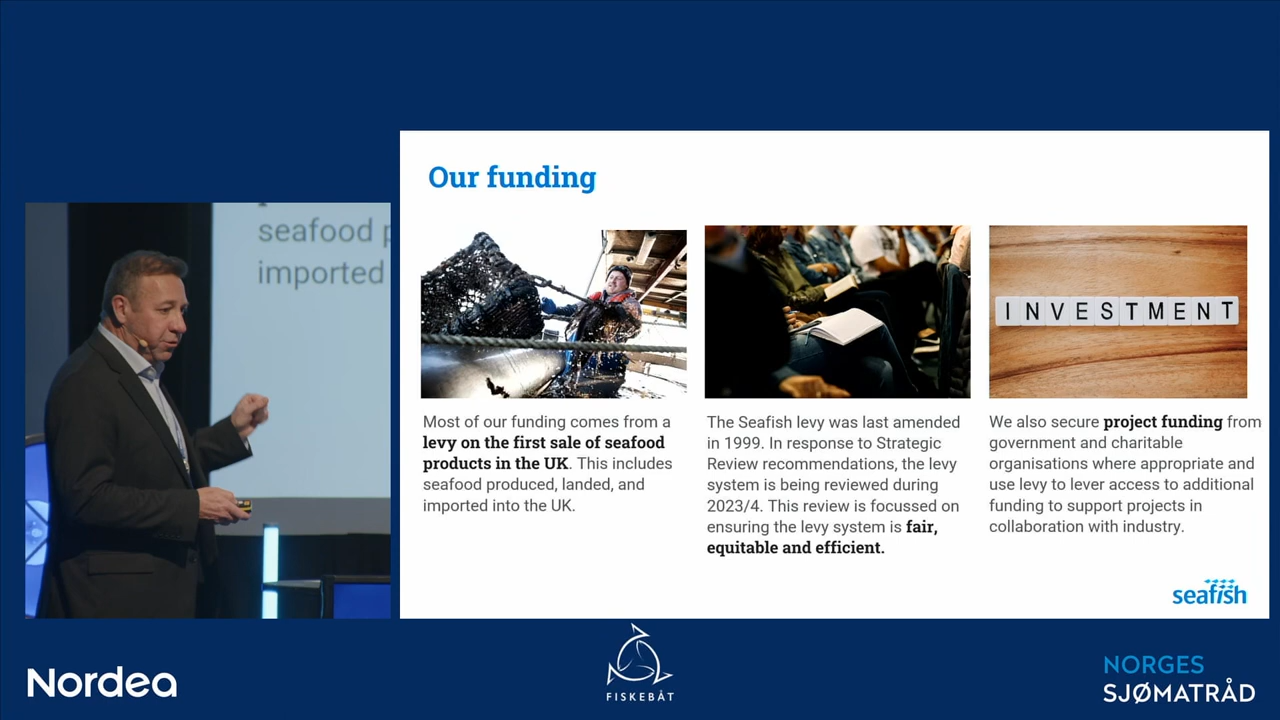 Our funding
seafood
imported
INVESTMENT
Most of our funding comes from a
levy on the first sale of seafood
products in the UK. This includes
seafood produced, landed, and
imported into the UK.
The Seafish levy was last amended
in 1999. In response to Strategic
Review recommendations, the levy
system is being reviewed during
2023/4. This review is focussed on
ensuring the levy system is fair,
equitable and efficient.
We also secure project funding from
government and charitable
organisations where appropriate and
use levy to lever access to additional
funding to support projects in
collaboration with industry.
seafish
Nordea
FISKEBÅT
NORGES
SJØMATRÅD